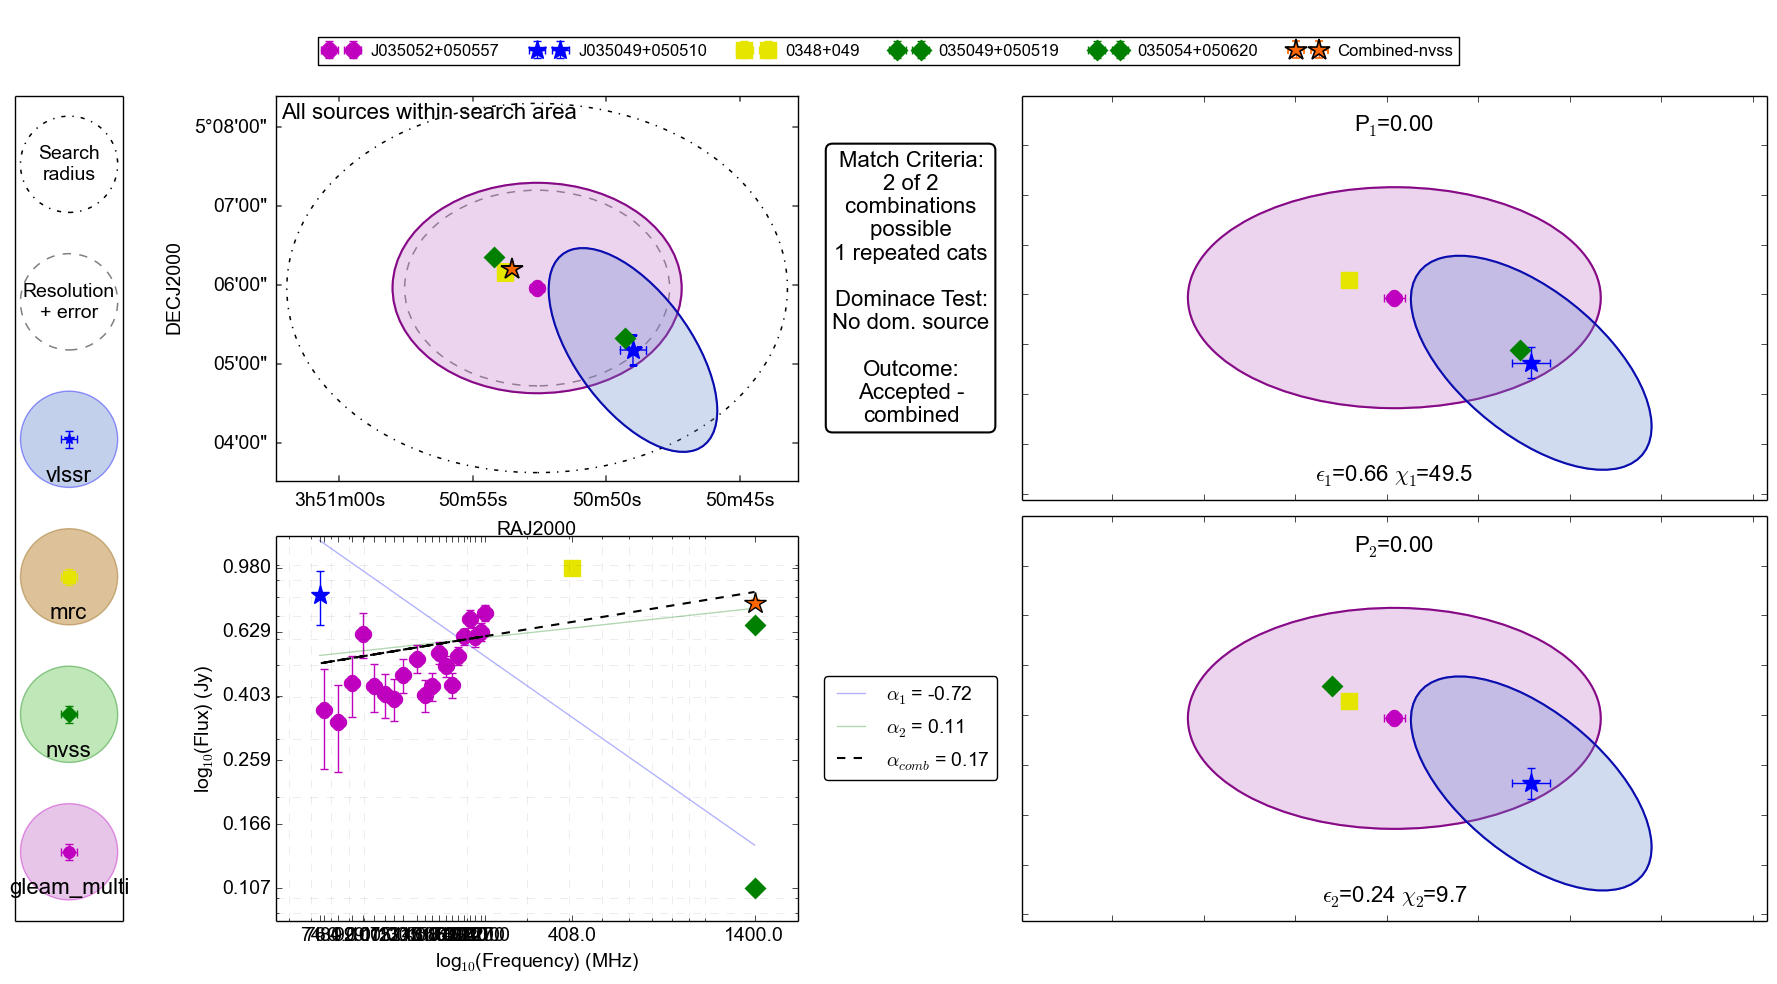 J035052+050557
J035049+050510
0348+049
035049+050519
035054+050620
Combined-nvss
Search
radius
Resolution
+ error
vlssr
mrc
nvss
gleam_multi
All sources within search area
5°08'00"
07'00"
06'00"
05'00"
04'00"
DECJ2000
3h51m00s
50m55s
50m50s
50m45s
RAJ2000
Match Criteria:
2 of 2
combinations
possible
1 repeated cats
Dominace Test:
No dom. source
Outcome:
Accepted -
combined
P₁=0.00
ϵ₁=0.66 χ₁=49.5
P₂=0.00
ϵ₂=0.24 χ₂=9.7
0.980
0.629
0.403
0.259
0.166
0.107
log₁₀(Flux) (Jy)
408.0
1400.0
log₁₀(Frequency) (MHz)
α₁ = -0.72
α₂ = 0.11
α_comb = 0.17